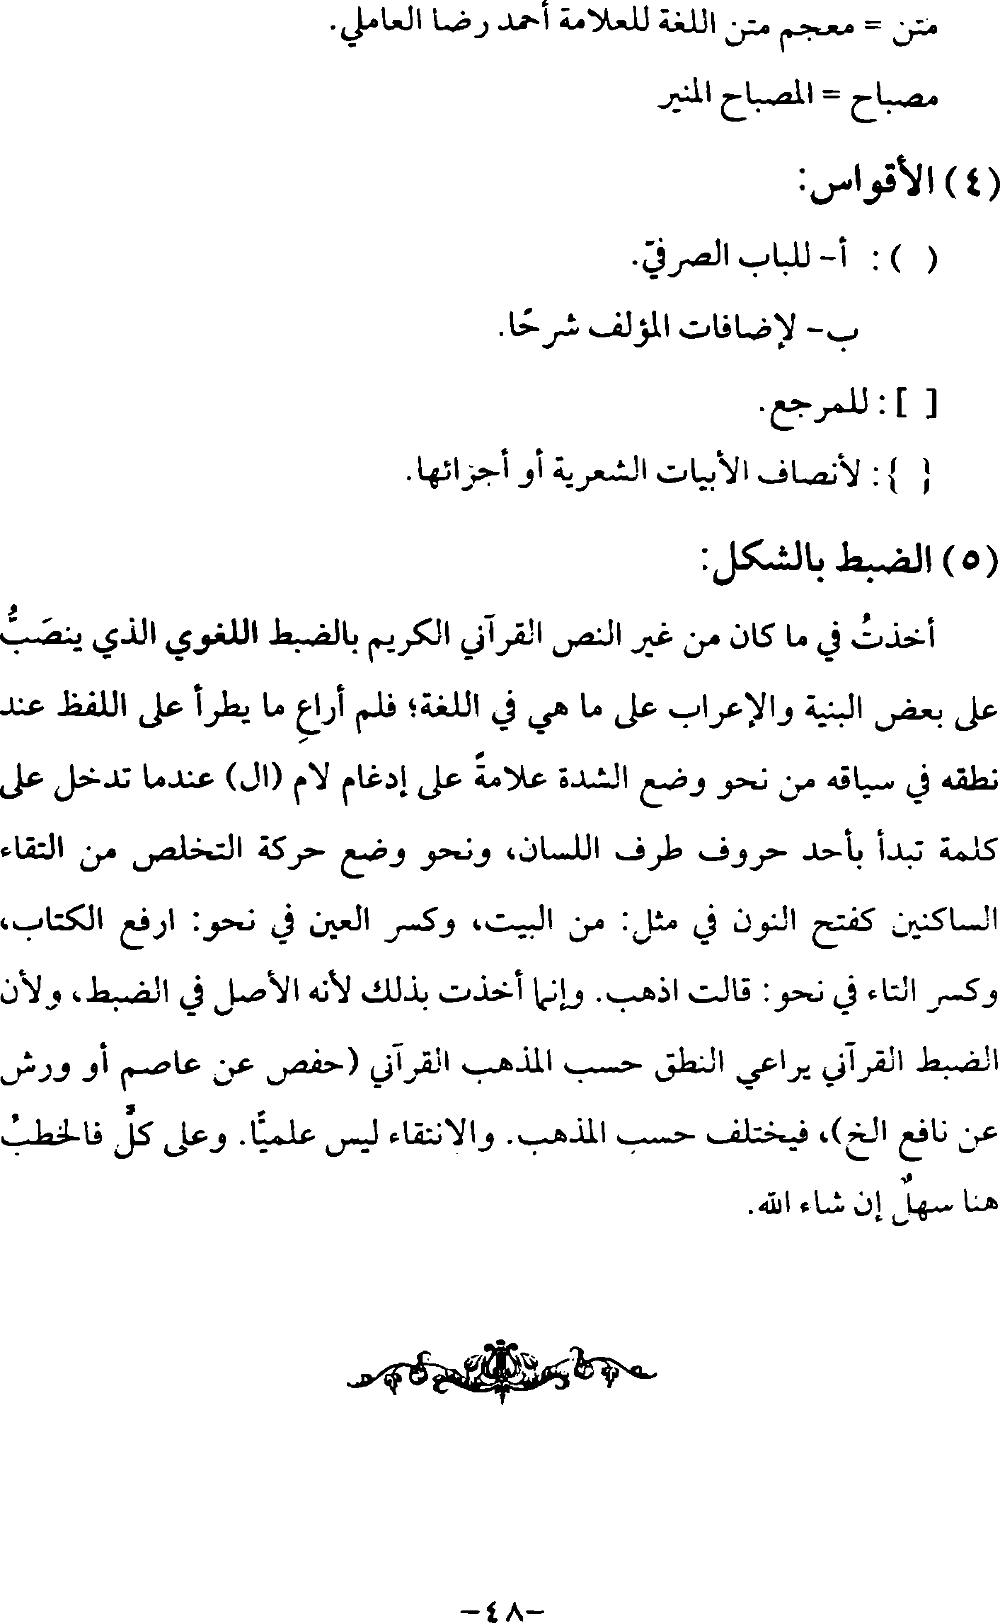 متن = معجم متن اللغة للعلامة أحمد رضا العاملي.
مصباح = المصباح المنير
(٤) الأقواس:
( ) : أ- للباب الصرفيّ.
ب- لإضافات المؤلف شرحًا.
[ ] : للمرجع.
{ } : لأنصاف الأبيات الشعرية أو أجزائها.
(٥) الضبط بالشكل:
أخذتُ في ما كان من غير النص القرآني الكريم بالضبط اللغوي الذي ينصَبُّ
على بعض البنية والإعراب على ما هي في اللغة؛ فلم أراعِ ما يطرأ على اللفظ عند
نطقه في سياقه من نحو وضع الشدة علامةً على إدغام لام (ال) عندما تدخل على
كلمة تبدأ بأحد حروف طرف اللسان، ونحو وضع حركة التخلص من التقاء
الساكنين كفتح النون في مثل: من البيت، وكسر العين في نحو: ارفع الكتاب،
وكسر التاء في نحو: قالت اذهب. وإنما أخذت بذلك لأنه الأصل في الضبط، ولأن
الضبط القرآني يراعي النطق حسب المذهب القرآني (حفص عن عاصم أو ورش
عن نافع الخ)، فيختلف حسب المذهب. والانتقاء ليس علميًّا. وعلى كلٍّ فالخطبُ
هنا سهلٌ إن شاء الله.
-٤٨-